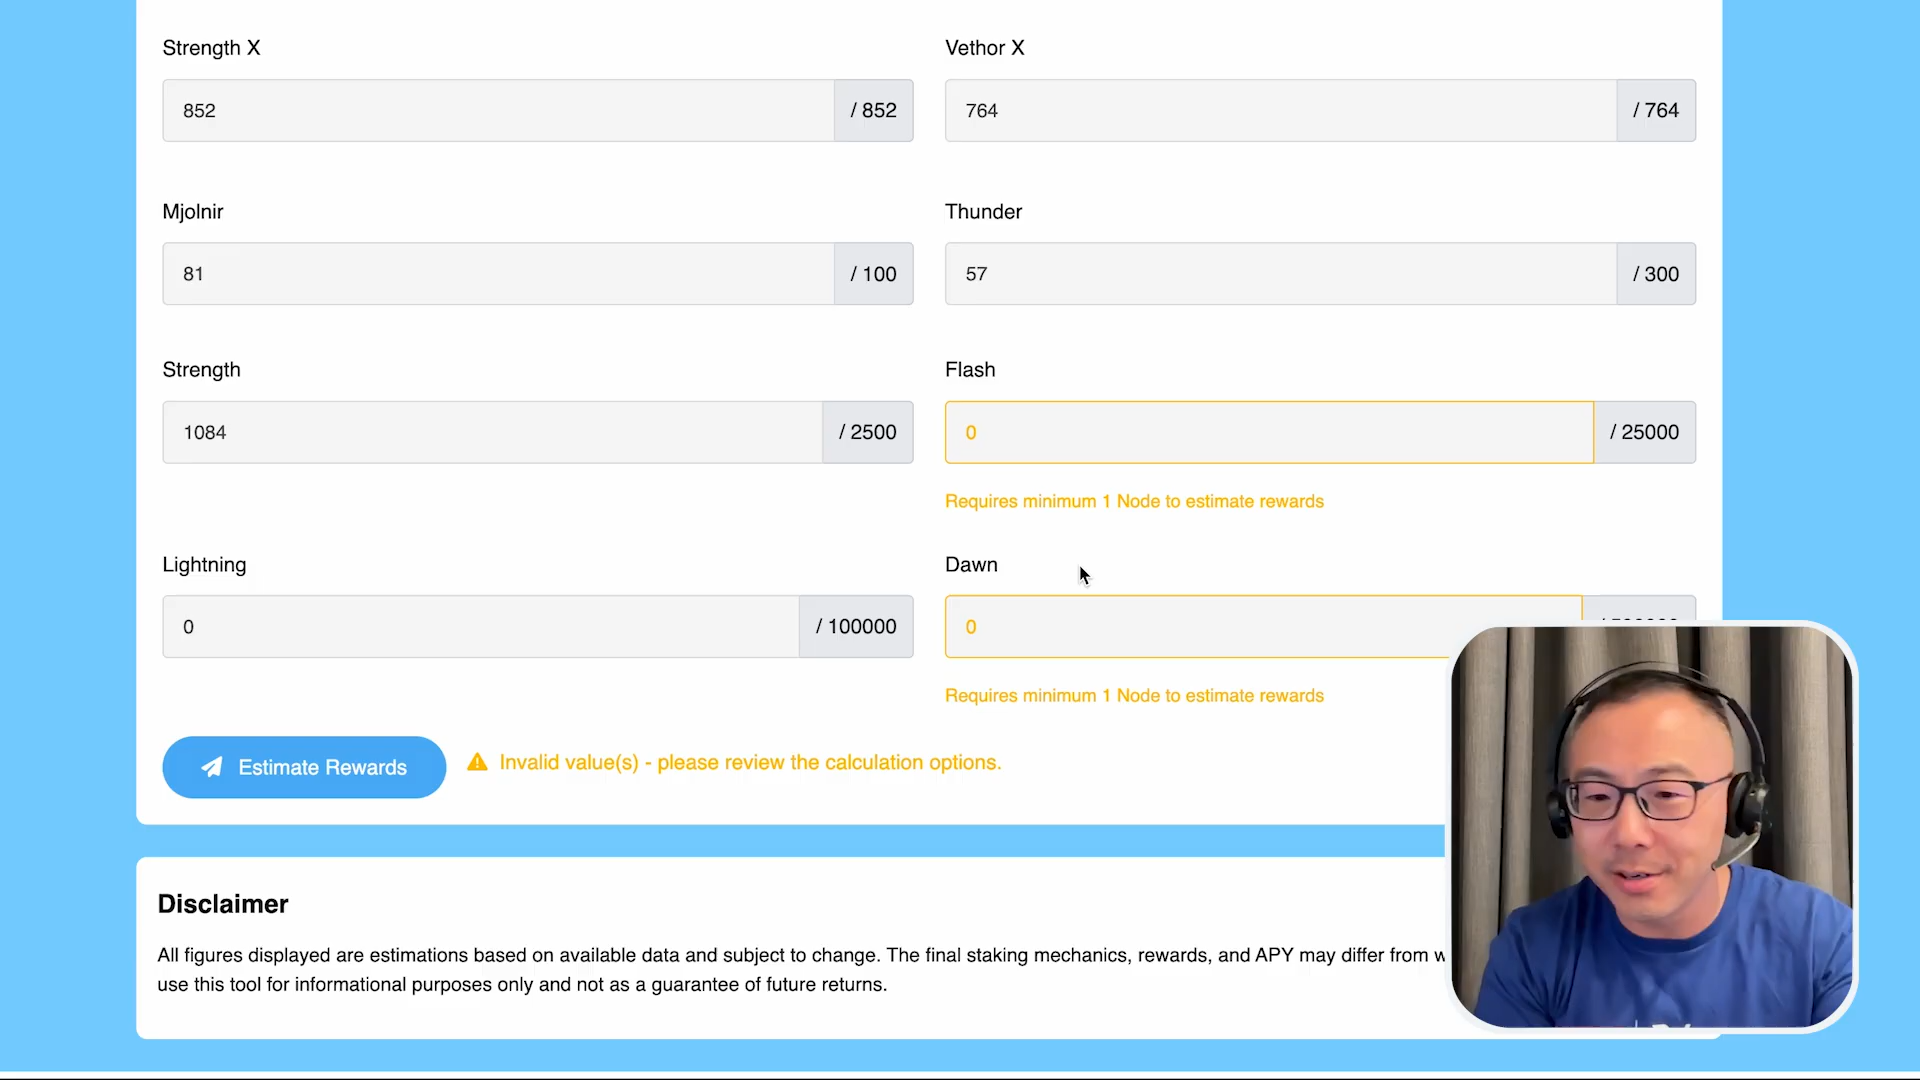 Strength X
Vethor X
852
/ 852
764
/ 764
Mjolnir
Thunder
81
/ 100
57
/ 300
Strength
Flash
1084
/ 2500
0
/ 25000
Requires minimum 1 Node to estimate rewards
Lightning
Dawn
0
/ 100000
0
Requires minimum 1 Node to estimate rewards
Estimate Rewards
Invalid value(s) - please review the calculation options.
Disclaimer
All figures displayed are estimations based on available data and subject to change. The final staking mechanics, rewards, and APY may differ from
use this tool for informational purposes only and not as a guarantee of future returns.